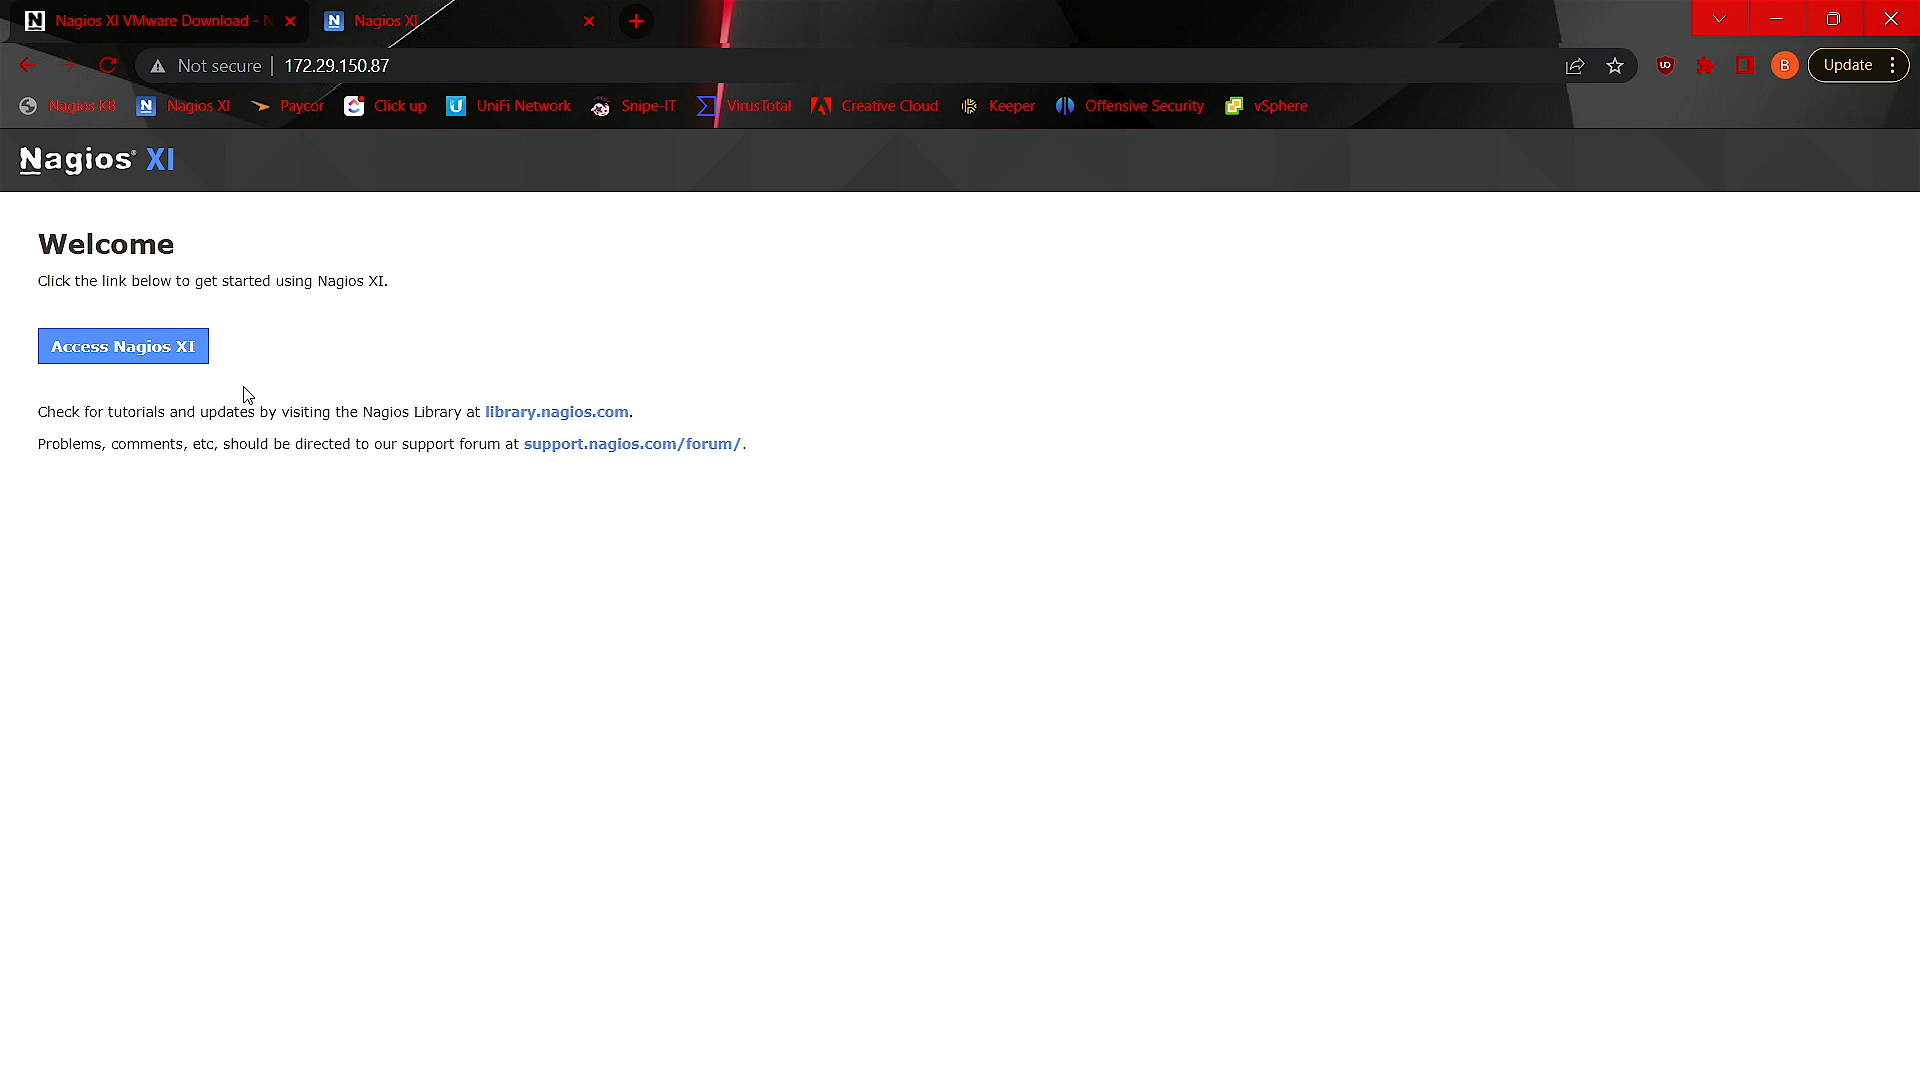 Nagios XI VMware Download - N
Nagios XI
Not secure
172.29.150.87
Update
Nagios KB
Nagios XI
Paycor
Click up
UniFi Network
Snipe-IT
VirusTotal
Creative Cloud
Keeper
Offensive Security
vSphere
Nagios® XI
Welcome
Click the link below to get started using Nagios XI.
Access Nagios XI
Check for tutorials and updates by visiting the Nagios Library at library.nagios.com.
Problems, comments, etc, should be directed to our support forum at support.nagios.com/forum/.